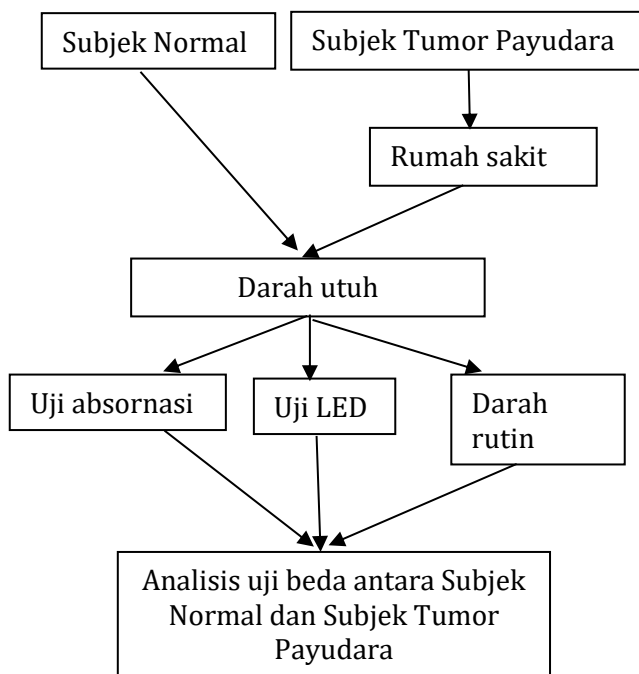 Subjek Normal
Subjek Tumor Payudara
Rumah sakit
Darah utuh
Uji absornasi
Uji LED
Darah
rutin
Analisis uji beda antara Subjek
Normal dan Subjek Tumor
Payudara